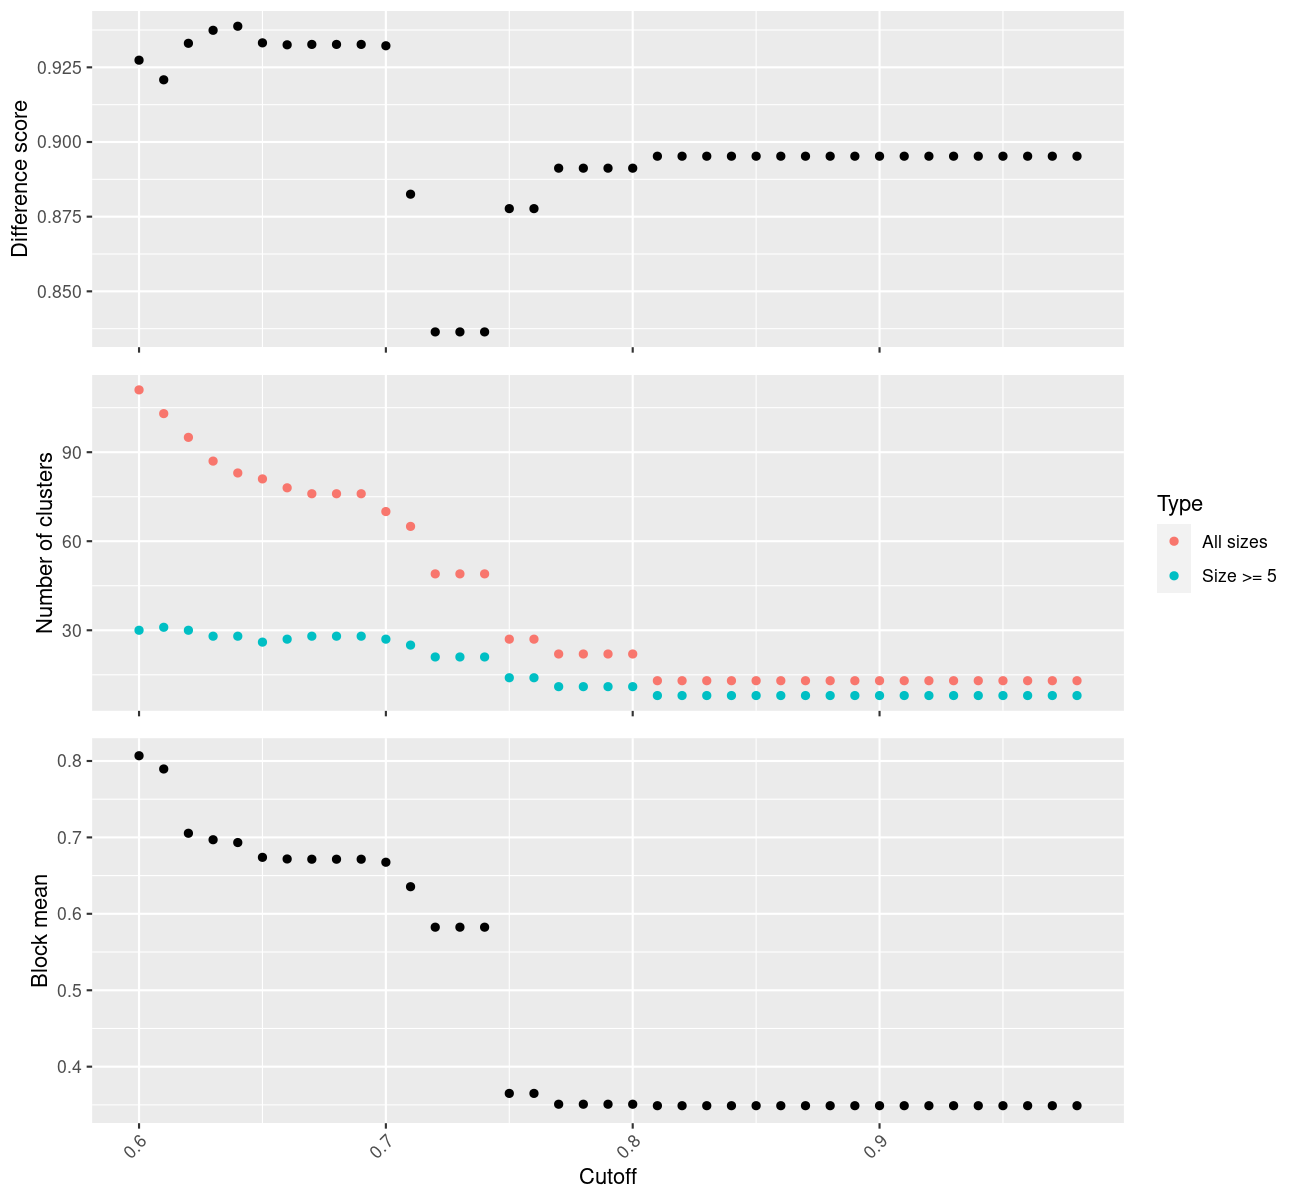 Difference score
0.925
0.900
0.875
0.850
Number of clusters
90
60
30
Type
All sizes
Size >= 5
Block mean
0.8
0.7
0.6
0.5
0.4
0.6
0.7
0.8
0.9
Cutoff